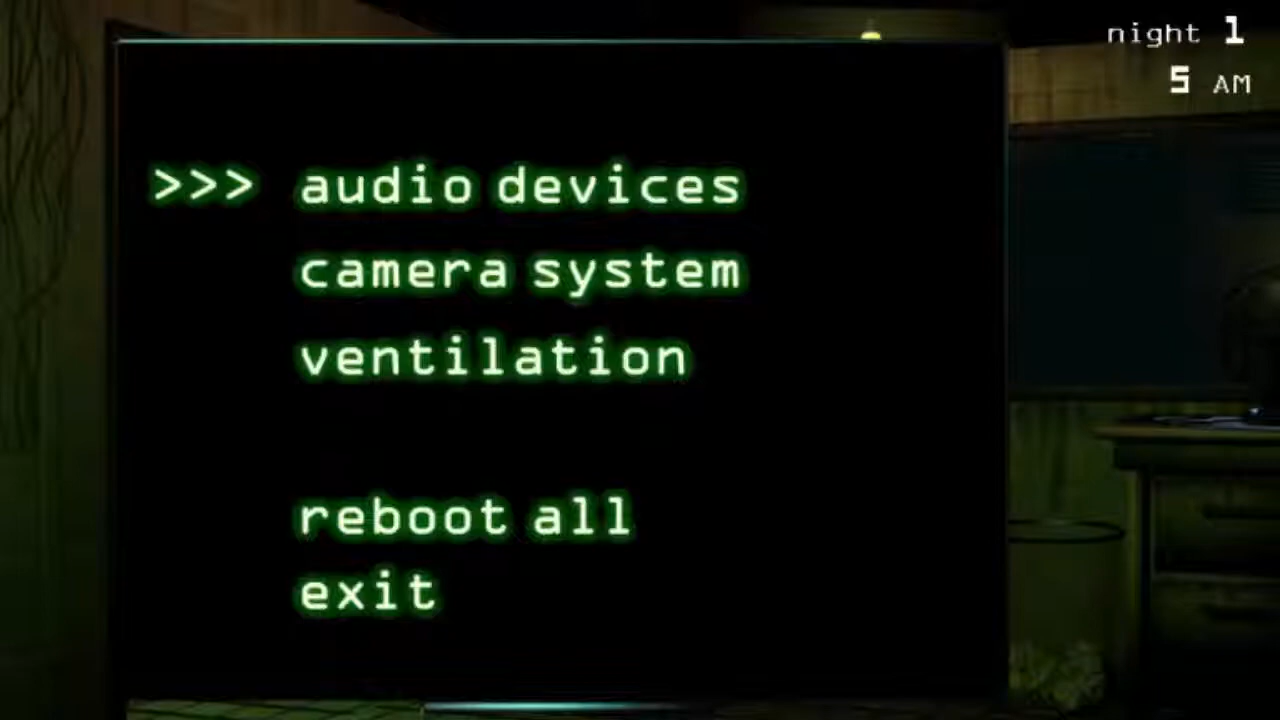 night 1
5 AM
>>> audio devices
camera system
ventilation
reboot all
exit